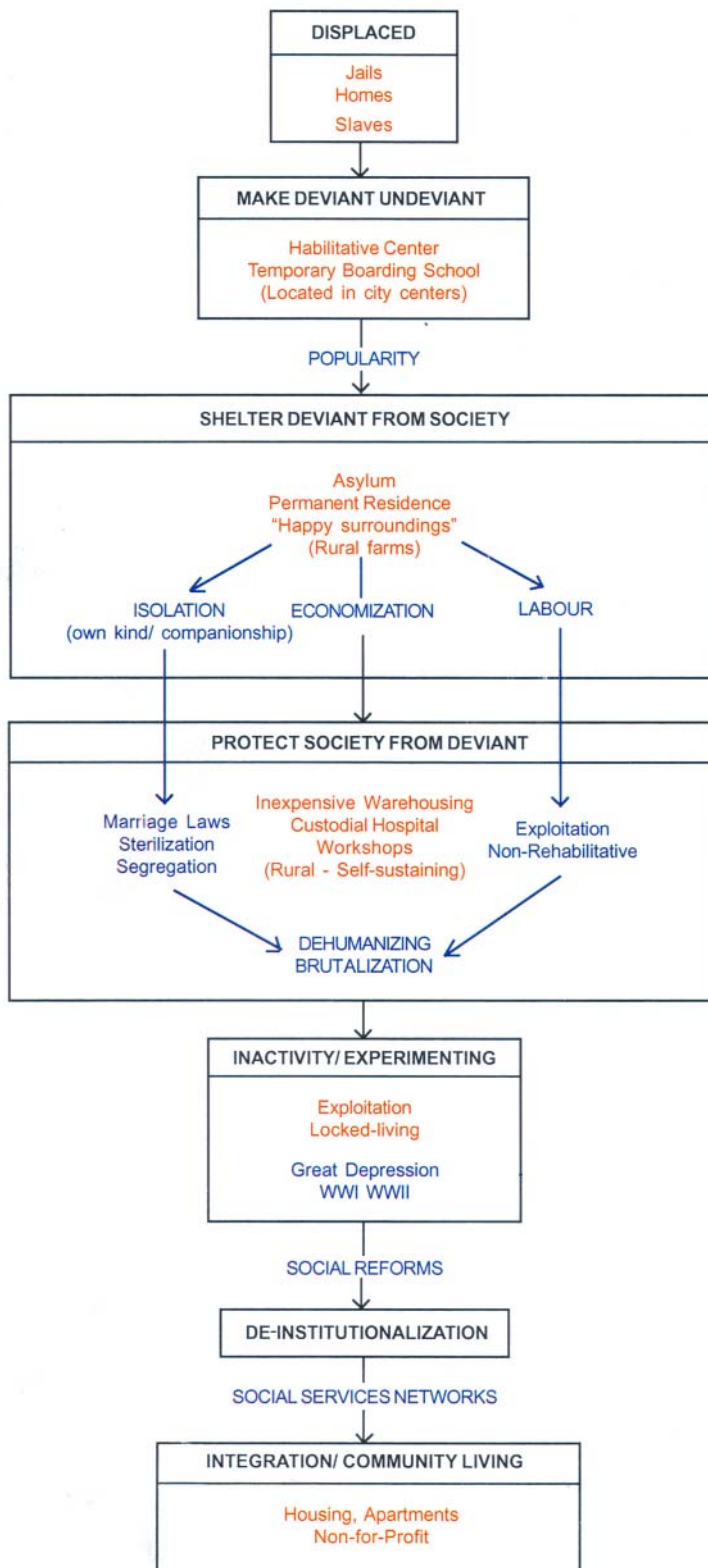 DISPLACED
Jails
Homes
Slaves
MAKE DEVIANT UNDEVIANT
Habilitative Center
Temporary Boarding School
(Located in city centers)
POPULARITY
SHELTER DEVIANT FROM SOCIETY
Asylum
Permanent Residence
“Happy surroundings”
(Rural farms)
ISOLATION
(own kind/ companionship)
ECONOMIZATION
LABOUR
PROTECT SOCIETY FROM DEVIANT
Marriage Laws
Sterilization
Segregation
Inexpensive Warehousing
Custodial Hospital
Workshops
(Rural - Self-sustaining)
Exploitation
Non-Rehabilitative
DEHUMANIZING
BRUTALIZATION
INACTIVITY/ EXPERIMENTING
Exploitation
Locked-living
Great Depression
WWI WWII
SOCIAL REFORMS
DE-INSTITUTIONALIZATION
SOCIAL SERVICES NETWORKS
INTEGRATION/ COMMUNITY LIVING
Housing, Apartments
Non-for-Profit